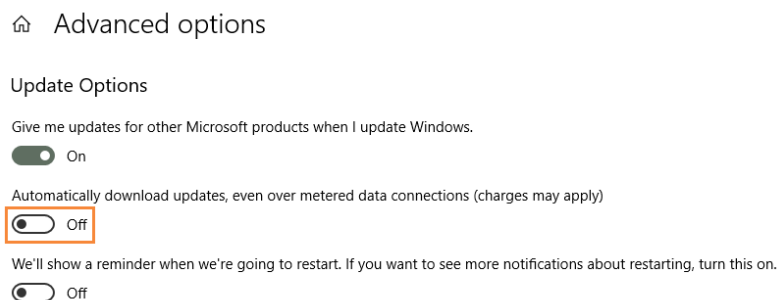 Advanced options
Update Options
Give me updates for other Microsoft products when I update Windows.
On
Automatically download updates, even over metered data connections (charges may apply)
Off
We'll show a reminder when we're going to restart. If you want to see more notifications about restarting, turn this on.
Off